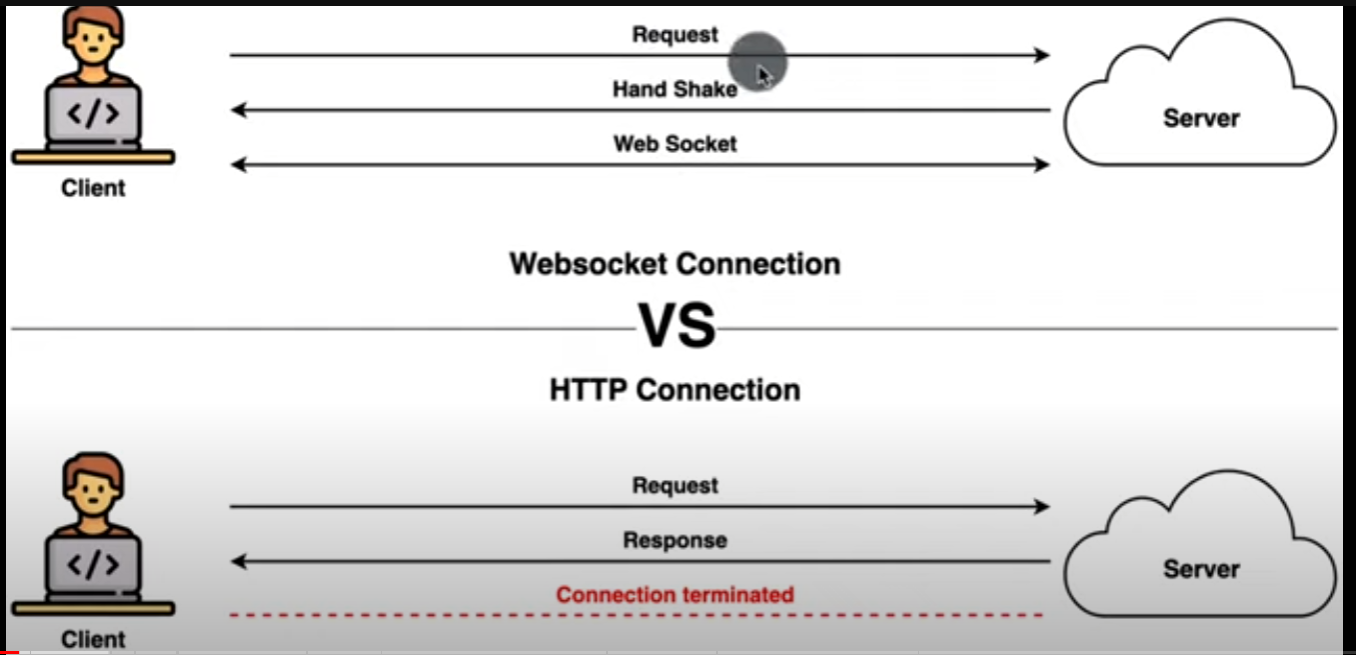 Request
Hand Shake
</>
Server
Web Socket
Client
Websocket Connection
VS
HTTP Connection
Request
Response
</>
Server
Connection terminated
Client